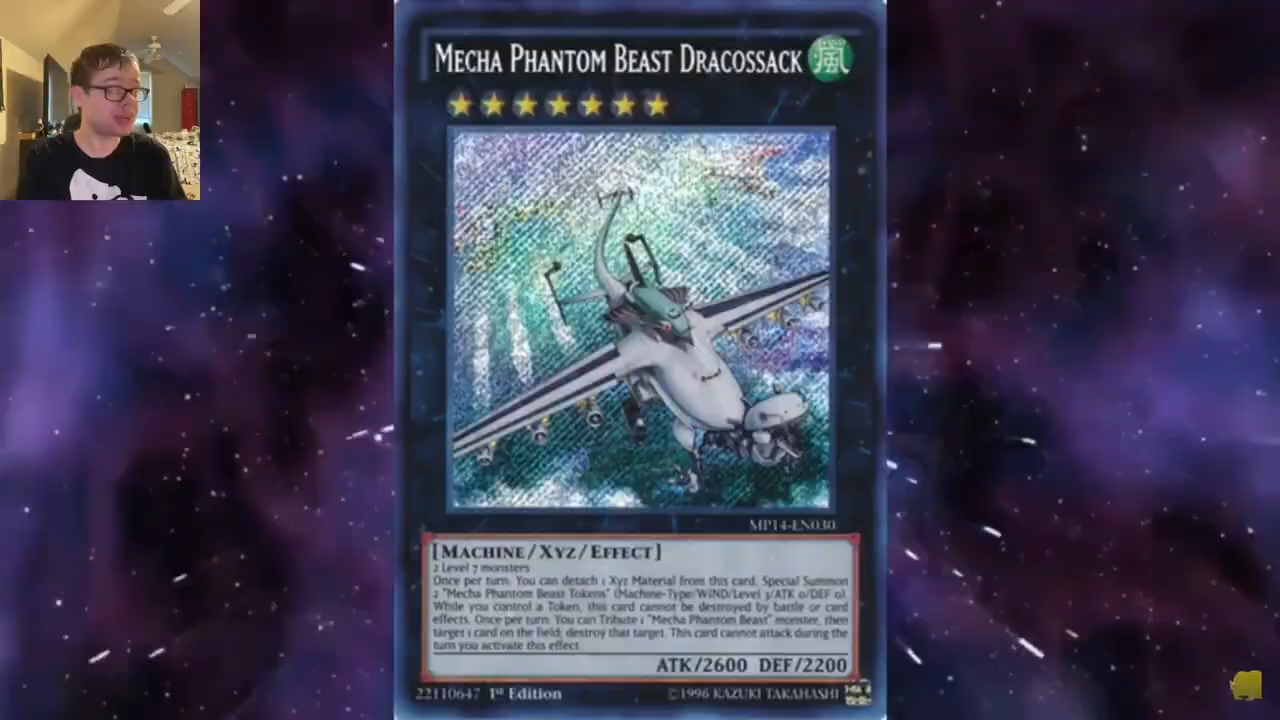 MECHA PHANTOM BEAST DRACOSSACK
MP14-EN030
[MACHINE/XYZ/EFFECT]
2 Level 7 monsters
Once per turn. You can detach 1 Xyz Material from this card, Special Summon
2 "Mecha Phantom Beast Tokens" (Machine-Type/WIND/Level 3/ATK 0/DEF 0).
While you control a Token, this card cannot be destroyed by battle or card
effects. Once per turn. You can Tribute 1 "Mecha Phantom Beast" monster, then
target 1 card on the field; destroy that target. This card cannot attack during the
turn you activate this effect.
ATK/2600 DEF/2200
22110647 1st Edition ©1996 KAZUKI TAKAHASHI